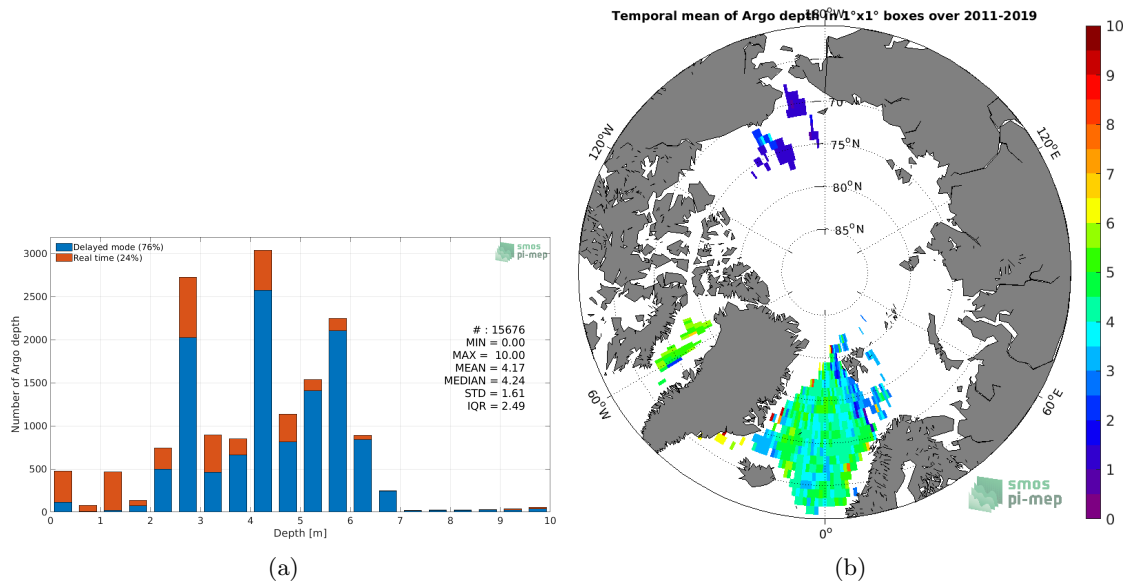 Temporal mean of Argo depth in 1°x1° boxes over 2011-2019
180°W
120°W
120°E
70
75°N
80°N
85°N
60°W
60°E
0°
10
9
8
7
6
5
4
3
2
1
0
smos
pi-mep
Delayed mode (76%)
Real time (24%)
smos
pi-mep
Number of Argo depth
3000
2500
2000
1500
1000
500
0
# : 15676
MIN = 0.00
MAX = 10.00
MEAN = 4.17
MEDIAN = 4.24
STD = 1.61
IQR = 2.49
0 1 2 3 4 5 6 7 8 9 10
Depth [m]
(a)
(b)